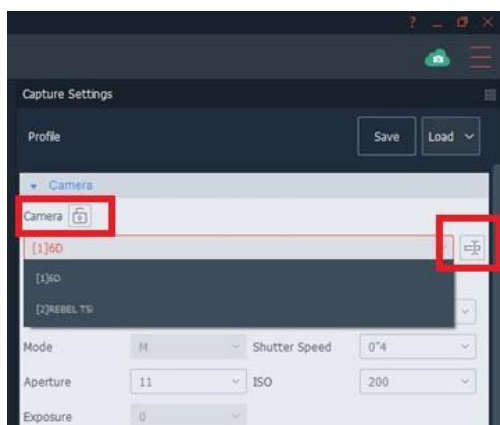 ?
Capture Settings
Profile Save Load
Camera
Camera
[1]6D
[1]6D
[2]REBEL TSi
Mode M Shutter Speed 0"4
Aperture 11 ISO 200
Exposure 0